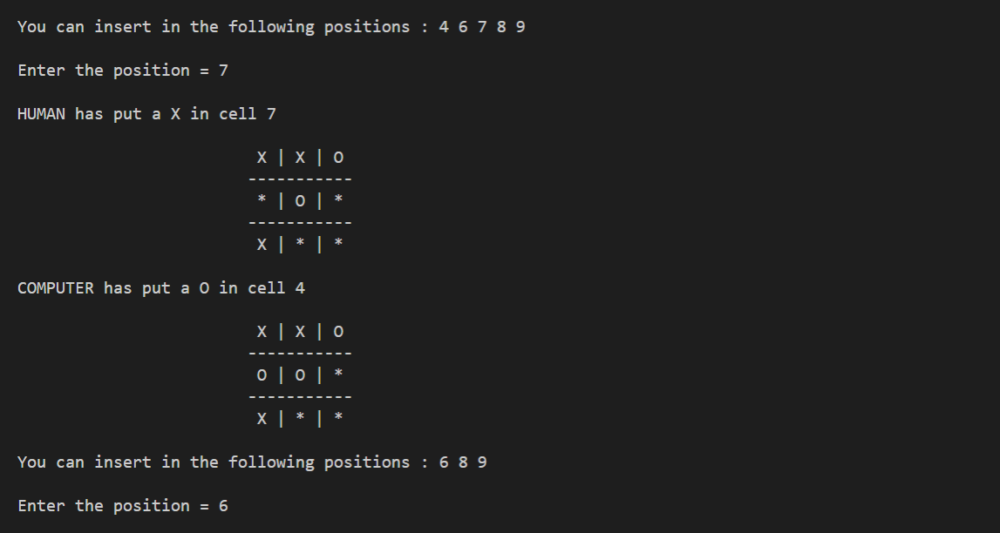 You can insert in the following positions : 4 6 7 8 9
Enter the position = 7
HUMAN has put a X in cell 7
X | X | O
-----------
* | O | *
-----------
X | * | *
COMPUTER has put a O in cell 4
X | X | O
-----------
O | O | *
-----------
X | * | *
You can insert in the following positions : 6 8 9
Enter the position = 6